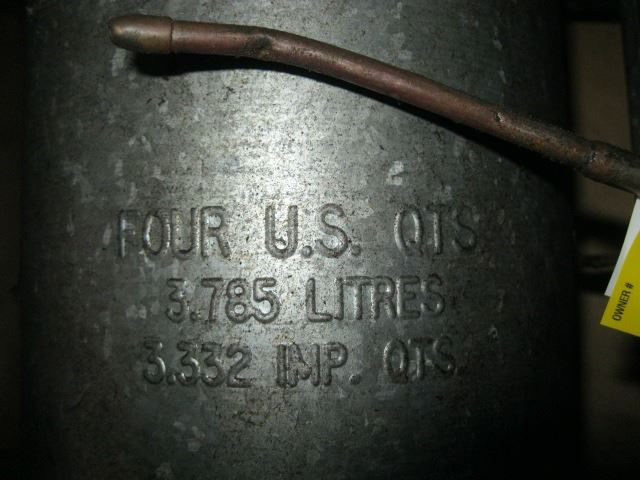 FOUR U.S. QTS
3.785 LITRES
3.332 IMP. QTS.
OWNER #